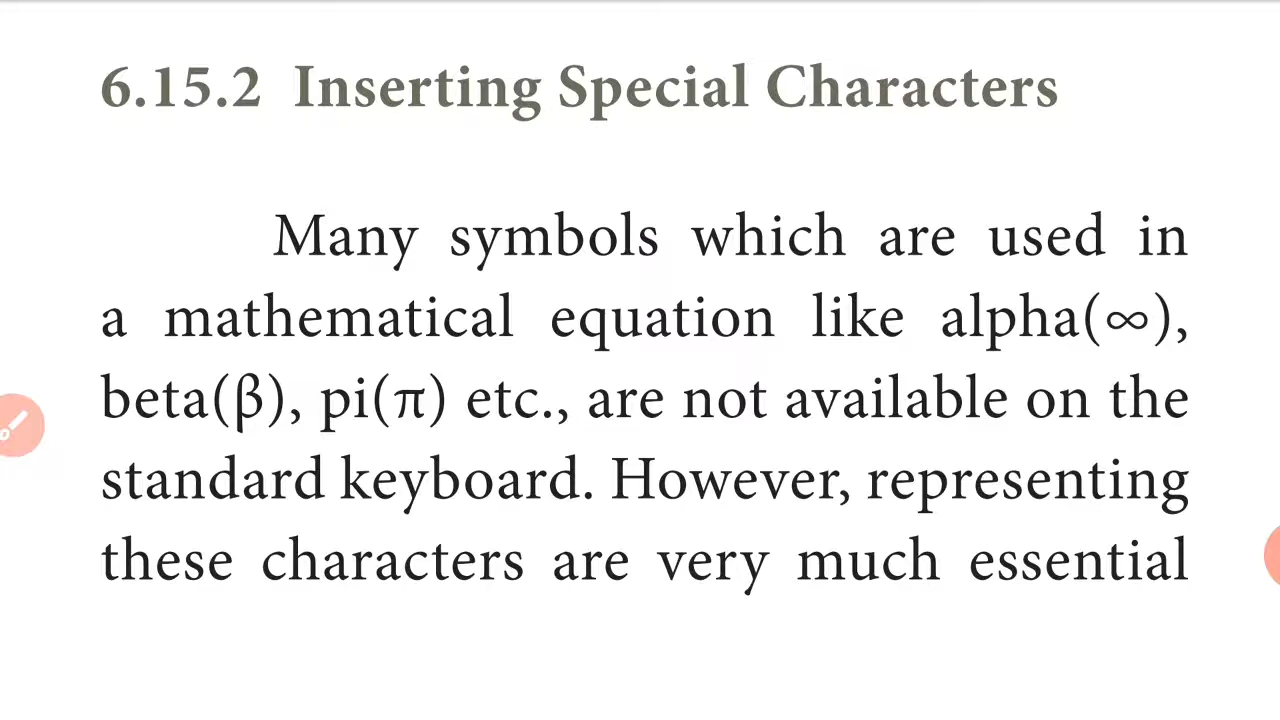 6.15.2 Inserting Special Characters
Many symbols which are used in
a mathematical equation like alpha(∞),
beta(β), pi(π) etc., are not available on the
standard keyboard. However, representing
these characters are very much essential